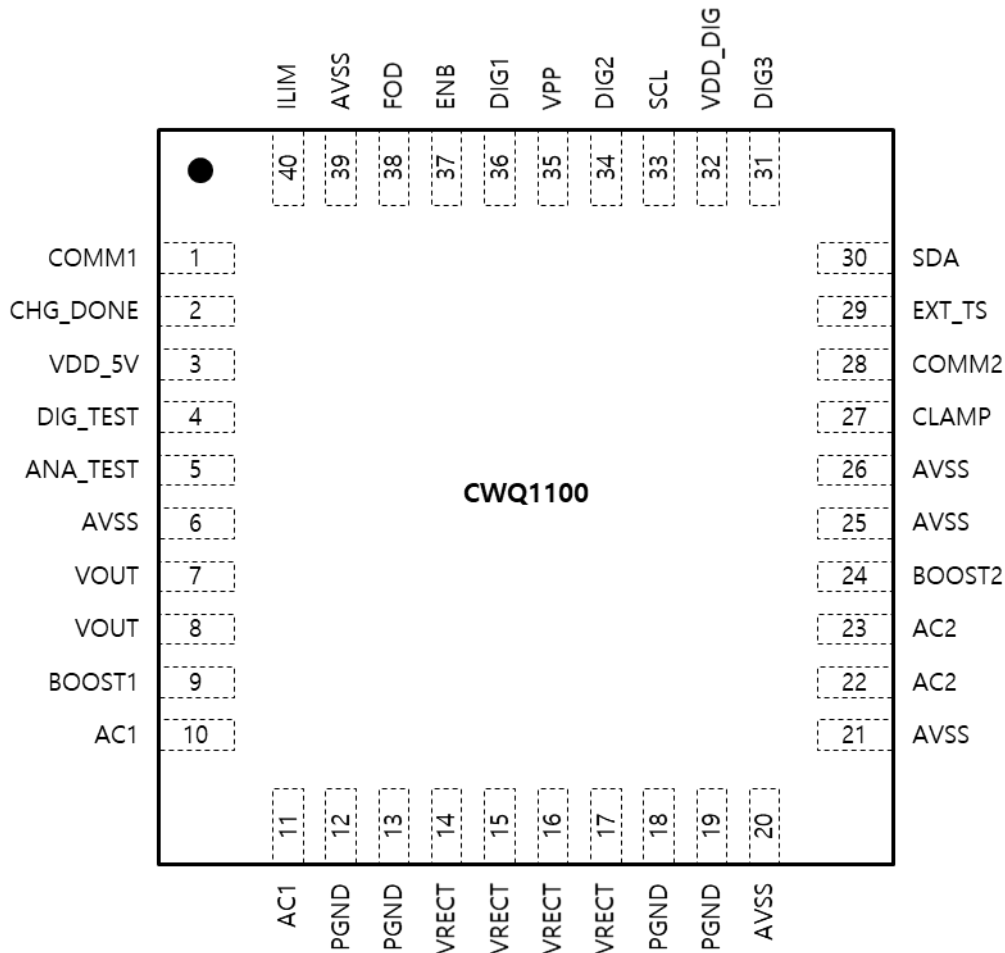 ILIM AVSS FOD ENB DIG1 VPP DIG2 SCL VDD_DIG DIG3
40 39 38 37 36 35 34 33 32 31
COMM1 1 30 SDA
CHG_DONE 2 29 EXT_TS
VDD_5V 3 28 COMM2
DIG_TEST 4 27 CLAMP
ANA_TEST 5 26 AVSS
CWQ1100
AVSS 6 25 AVSS
VOUT 7 24 BOOST2
VOUT 8 23 AC2
BOOST1 9 22 AC2
AC1 10 21 AVSS
11 12 13 14 15 16 17 18 19 20
AC1 PGND PGND VRECT VRECT VRECT VRECT PGND PGND AVSS